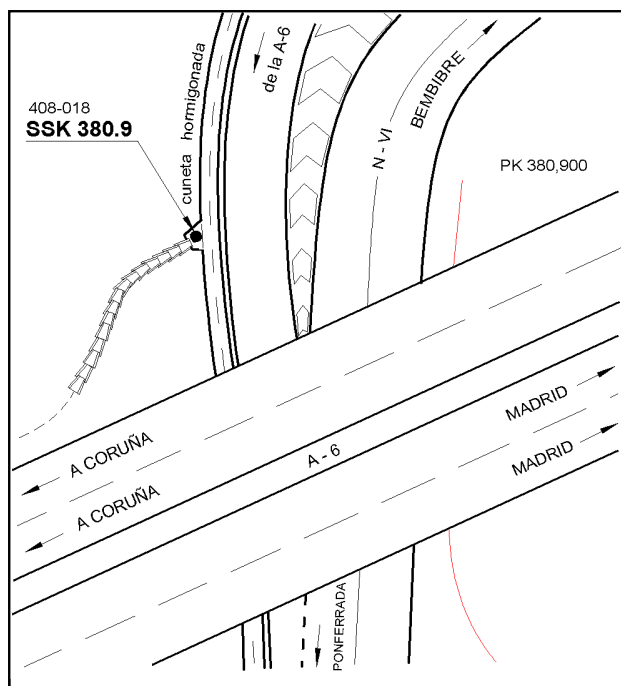 de la A-6
408-018
SSK 380.9
cuneta hormigonada
N - VI
BEMBIBRE
PK 380,900
A CORUÑA
A CORUÑA
A - 6
MADRID
MADRID
PONFERRADA